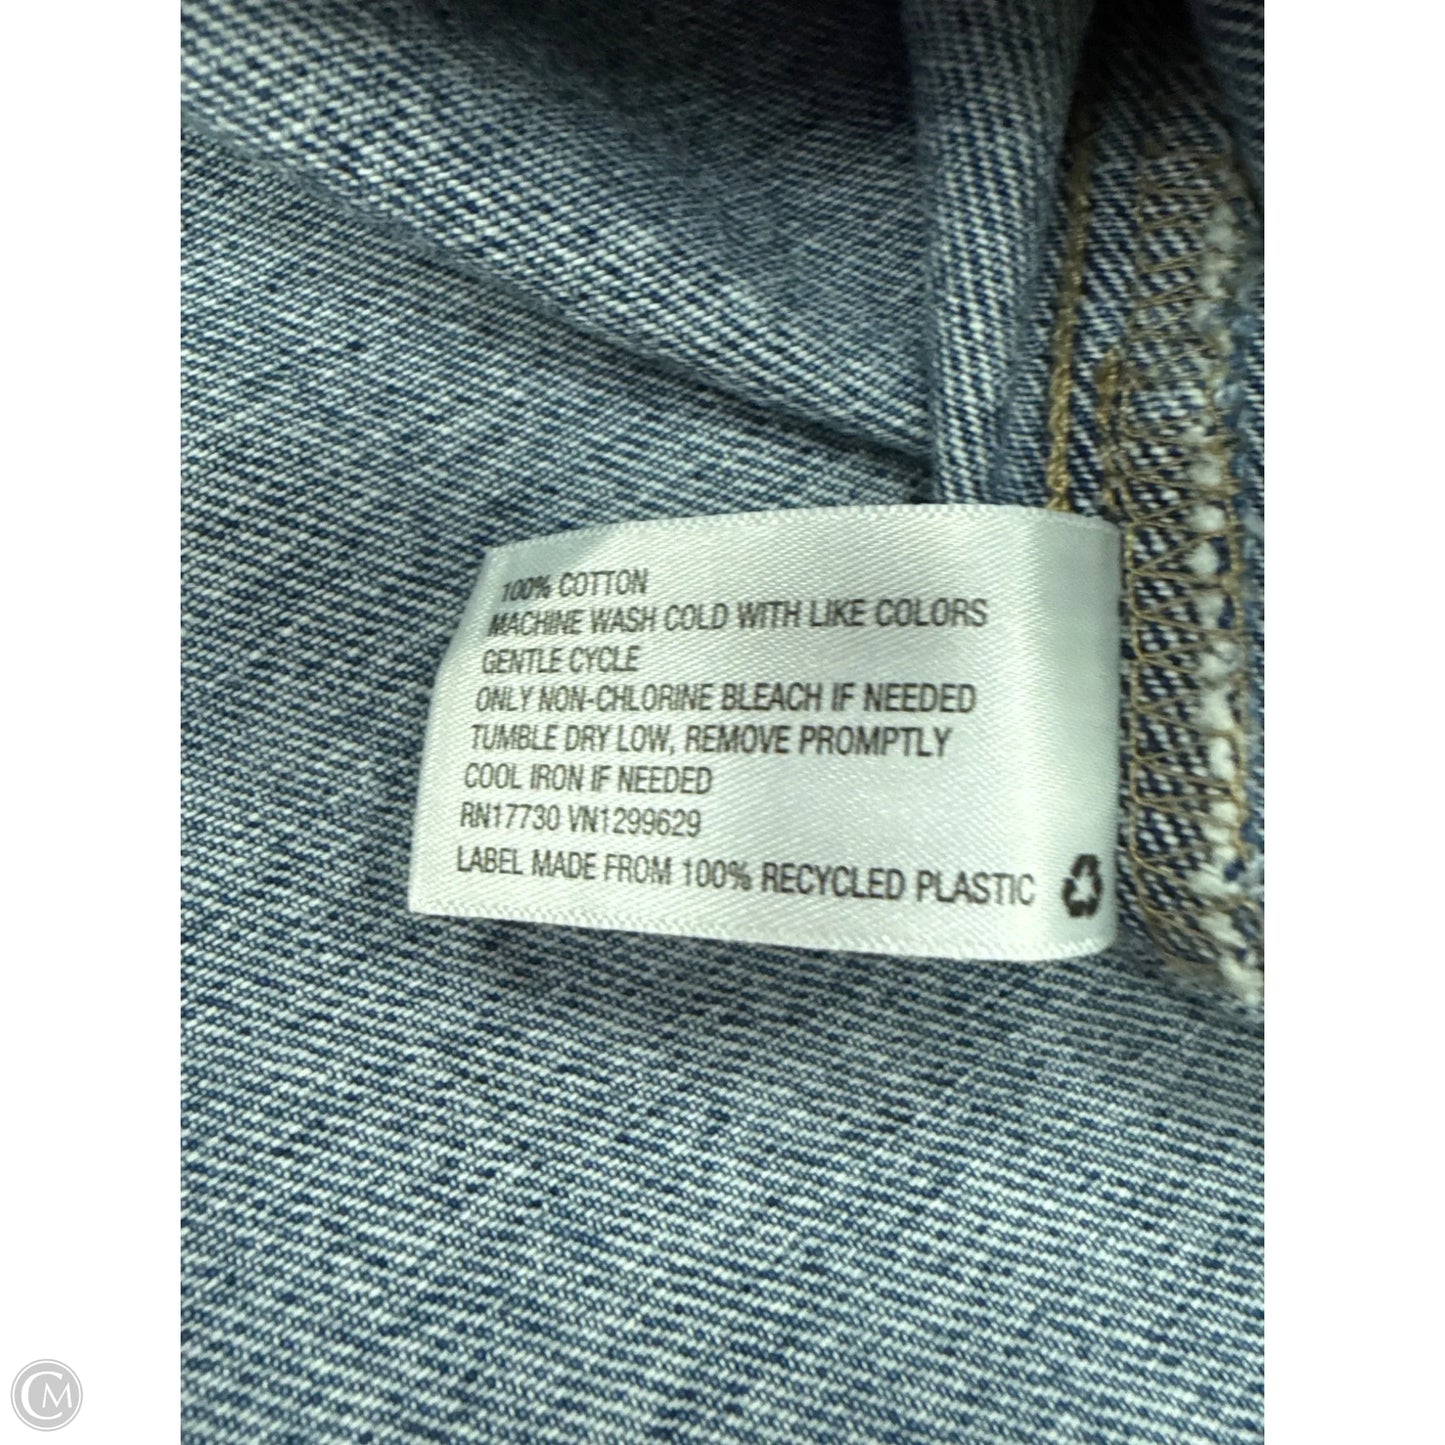 100% COTTON
MACHINE WASH COLD WITH LIKE COLORS
GENTLE CYCLE
ONLY NON-CHLORINE BLEACH IF NEEDED
TUMBLE DRY LOW, REMOVE PROMPTLY
COOL IRON IF NEEDED
RN17730 VN1299629
LABEL MADE FROM 100% RECYCLED PLASTIC
CM